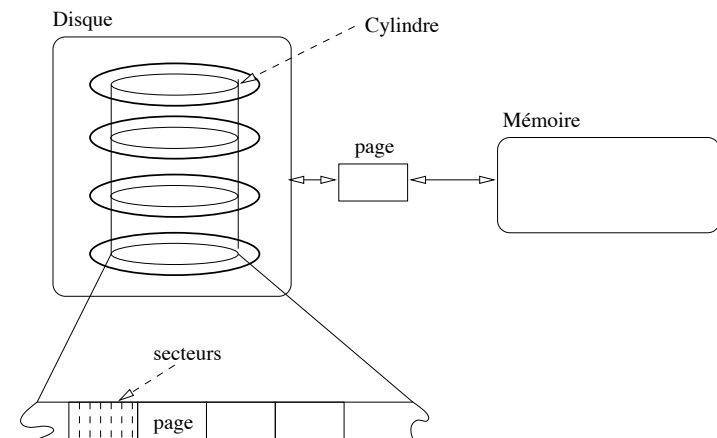 Disque
Cylindre
Mémoire
page
secteurs
page